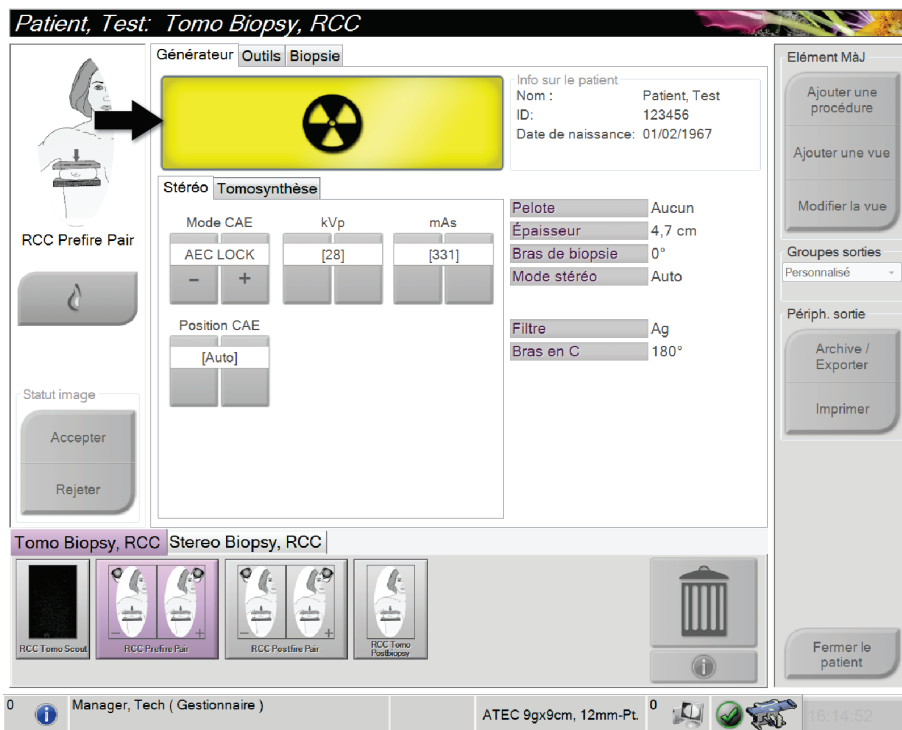 Patient, Test: Tomo Biopsy, RCC
Générateur Outils Biopsie
Info sur le patient
Nom : Patient, Test
ID: 123456
Date de naissance: 01/02/1967
RCC Prefire Pair
Stéréo Tomosynthèse
Mode CAE kVp mAs
AEC LOCK [28] [331]
- +
Position CAE
[Auto]
Pelote Aucun
Épaisseur 4,7 cm
Bras de biopsie 0°
Mode stéréo Auto
Filtre Ag
Bras en C 180°
Statut image
Accepter
Rejeter
Elément MàJ
Ajouter une
procédure
Ajouter une vue
Modifier la vue
Groupes sorties
Personnalisé
Périph. sortie
Archive /
Exporter
Imprimer
Tomo Biopsy, RCC Stereo Biopsy, RCC
RCC Tomo Scout
- +
RCC Prefire Pair
- +
RCC Postfire Pair
RCC Tomo
Postbiopsy
Fermer le
patient
0 Manager, Tech ( Gestionnaire ) ATEC 9gx9cm, 12mm-Pt. 0 16:14:52